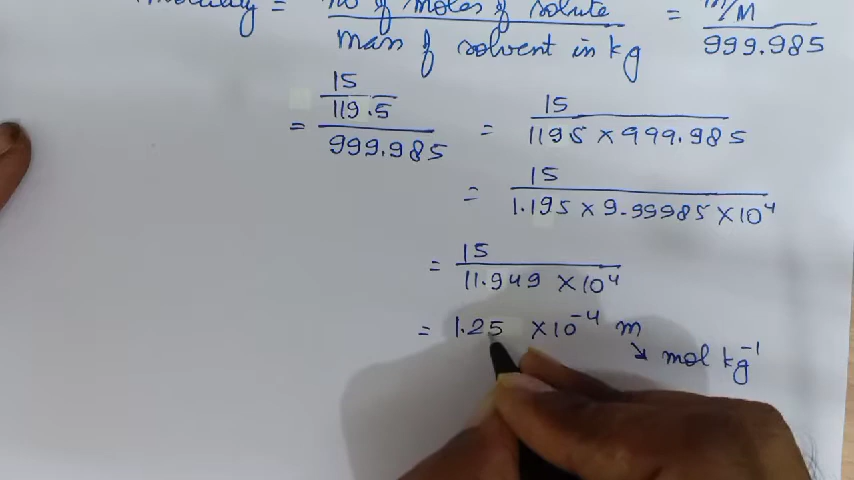 Molality = no of moles of solute / mass of solvent in kg = m/M / 999.985
= 15/119.5 / 999.985 = 15 / 1195 × 999.985
= 15 / 1.195 × 9.99985 × 10⁴
= 15 / 11.949 × 10⁴
= 1.25 × 10⁻⁴ m
↘ mol kg⁻¹